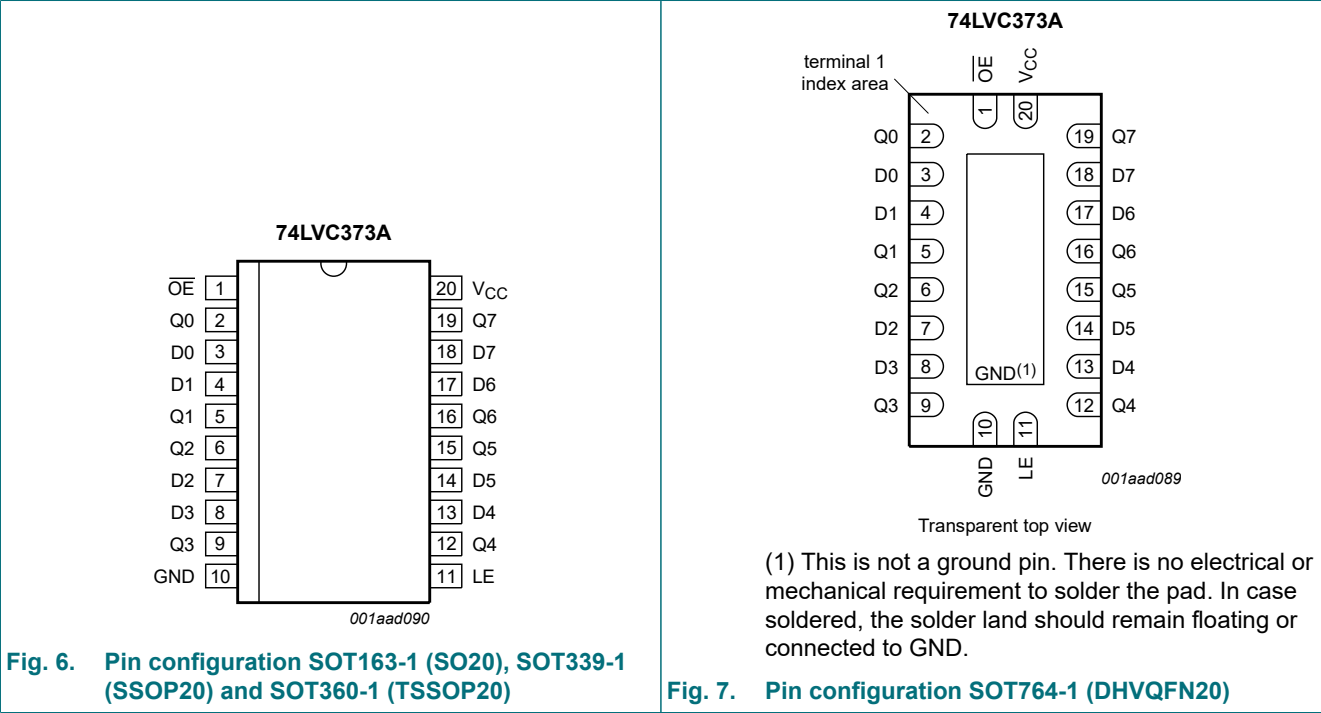 74LVC373A
OE 1
Q0 2
D0 3
D1 4
Q1 5
Q2 6
D2 7
D3 8
Q3 9
GND 10
20 VCC
19 Q7
18 D7
17 D6
16 Q6
15 Q5
14 D5
13 D4
12 Q4
11 LE
001aad090
Fig. 6. Pin configuration SOT163-1 (SO20), SOT339-1
(SSOP20) and SOT360-1 (TSSOP20)
74LVC373A
terminal 1
index area
OE
VCC
1
20
Q0 2
D0 3
D1 4
Q1 5
Q2 6
D2 7
D3 8
Q3 9
19 Q7
18 D7
17 D6
16 Q6
15 Q5
14 D5
13 D4
12 Q4
GND(1)
10
11
GND
LE
001aad089
Transparent top view
(1) This is not a ground pin. There is no electrical or
mechanical requirement to solder the pad. In case
soldered, the solder land should remain floating or
connected to GND.
Fig. 7. Pin configuration SOT764-1 (DHVQFN20)